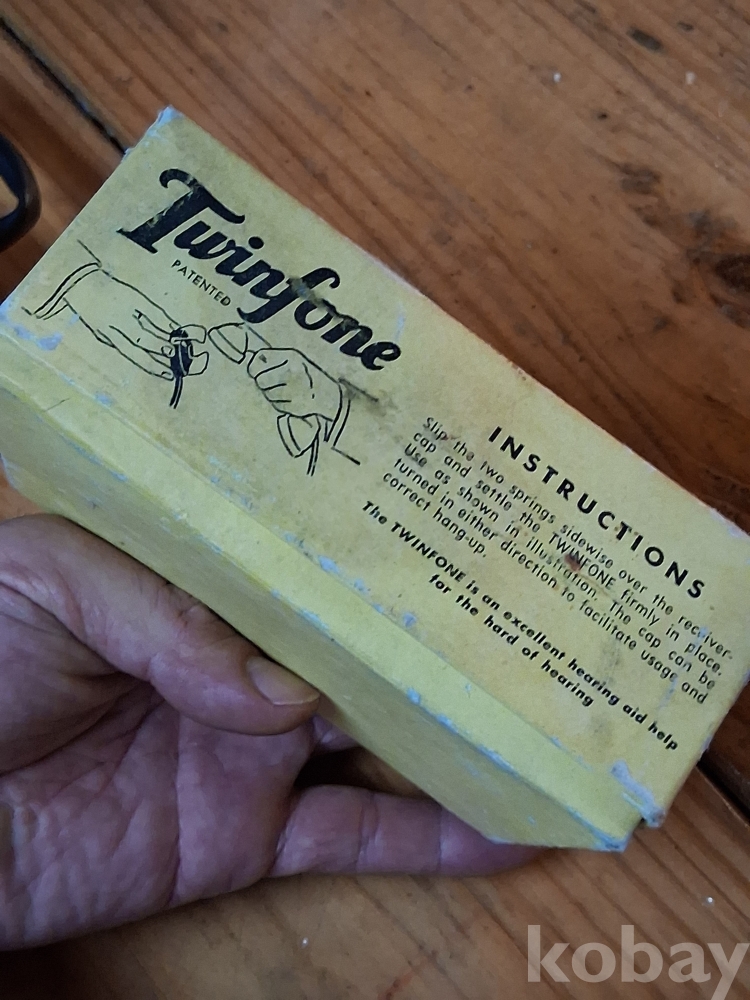 Twinfone
PATENTED
INSTRUCTIONS
Slip the two springs sidewise over the receiver-
cap and settle the TWINFONE firmly in place.
Use as shown in illustration. The cap can be
turned in either direction to facilitate usage and
correct hang-up.
The TWINFONE is an excellent hearing aid help
for the hard of hearing
kobay